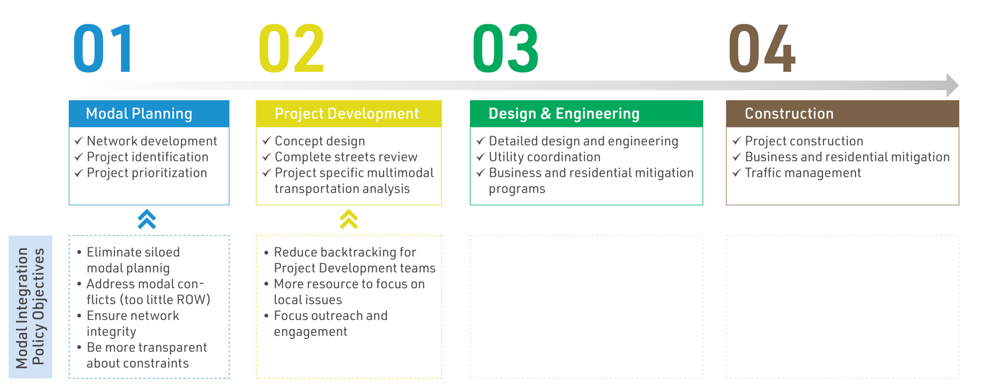 01
02
03
04
Modal Planning
Network development
Project identification
Project prioritization
Project Development
Concept design
Complete streets review
Project specific multimodal
transportation analysis
Design & Engineering
Detailed design and engineering
Utility coordination
Business and residential mitigation
programs
Construction
Project construction
Business and residential mitigation
Traffic management
Modal Integration
Policy Objectives
• Eliminate siloed
modal plannig
• Address modal con-
flicts (too little ROW)
• Ensure network
integrity
• Be more transparent
about constraints
• Reduce backtracking for
Project Development teams
• More resource to focus on
local issues
• Focus outreach and
engagement